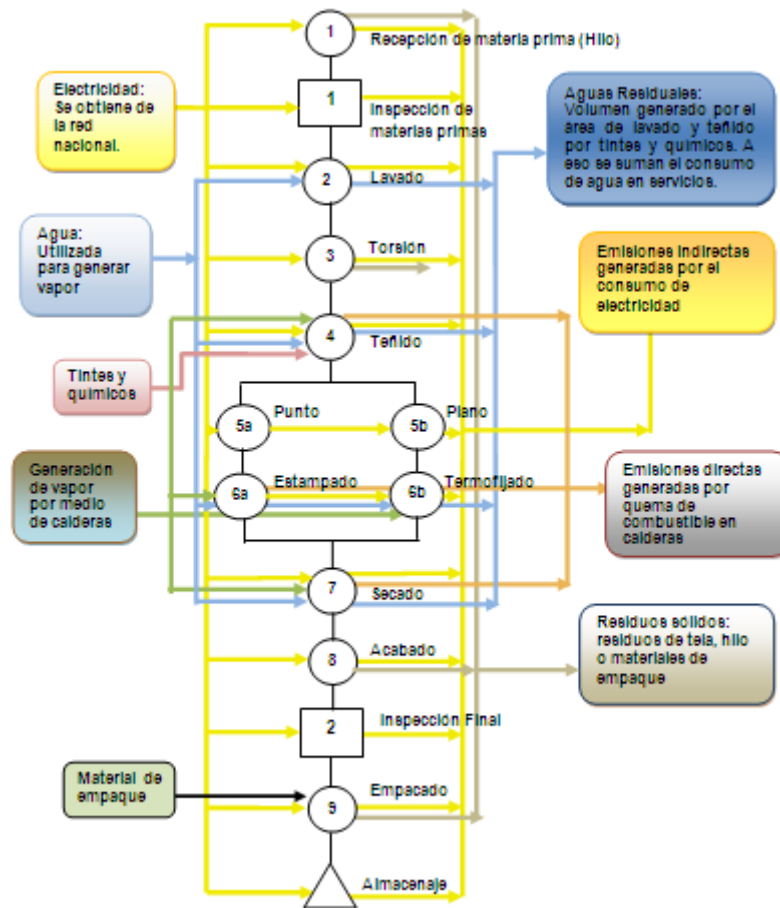 1
Recepción de materia prima (Hilo)
Electricidad:
Se obtiene de
la red
nacional.
1
Inspección de
materias primas
Aguas Residuales:
Volumen generado por el
área de lavado y teñido
por tintes y quimicos. A
eso se suman el consumo
de agua en servicios.
2
Lavado
Agua:
Utilizada
para generar
vapor
3
Torsión
Emisiones indirectas
generadas por el
consumo de
electricidad
4
Teñido
Tintes y
quimicos
5a
Punto
5b
Plano
Generación
de vapor
por medio
de calderas
6a
Estampado
6b
Termofijado
Emisiones directas
generadas por
quema de
combustible en
calderas
7
Secado
Residuos sólidos:
residuos de tela, hilo
o materiales de
empaque
8
Acabado
2
Inspección Final
Material de
empaque
9
Empacado
Almacenaje